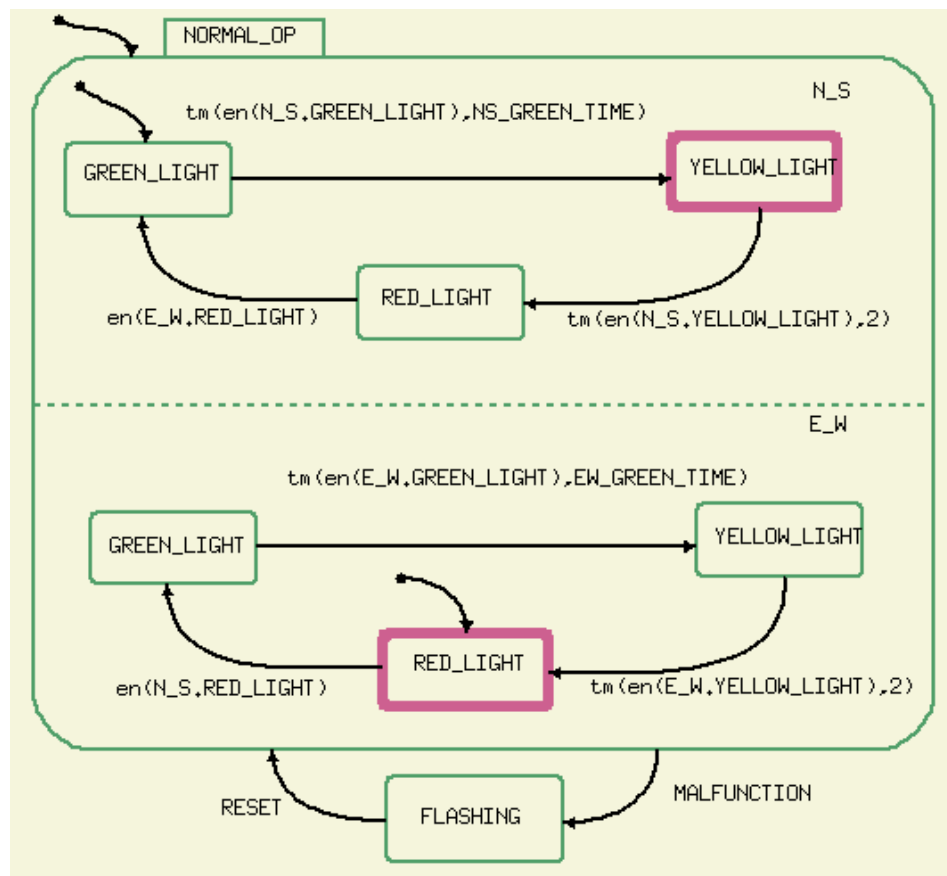 NORMAL_OP
N_S
tm(en(N_S.GREEN_LIGHT),NS_GREEN_TIME)
GREEN_LIGHT
YELLOW_LIGHT
RED_LIGHT
en(E_W.RED_LIGHT)
tm(en(N_S.YELLOW_LIGHT),2)
E_W
tm(en(E_W.GREEN_LIGHT),EW_GREEN_TIME)
GREEN_LIGHT
YELLOW_LIGHT
RED_LIGHT
en(N_S.RED_LIGHT)
tm(en(E_W.YELLOW_LIGHT),2)
RESET
FLASHING
MALFUNCTION